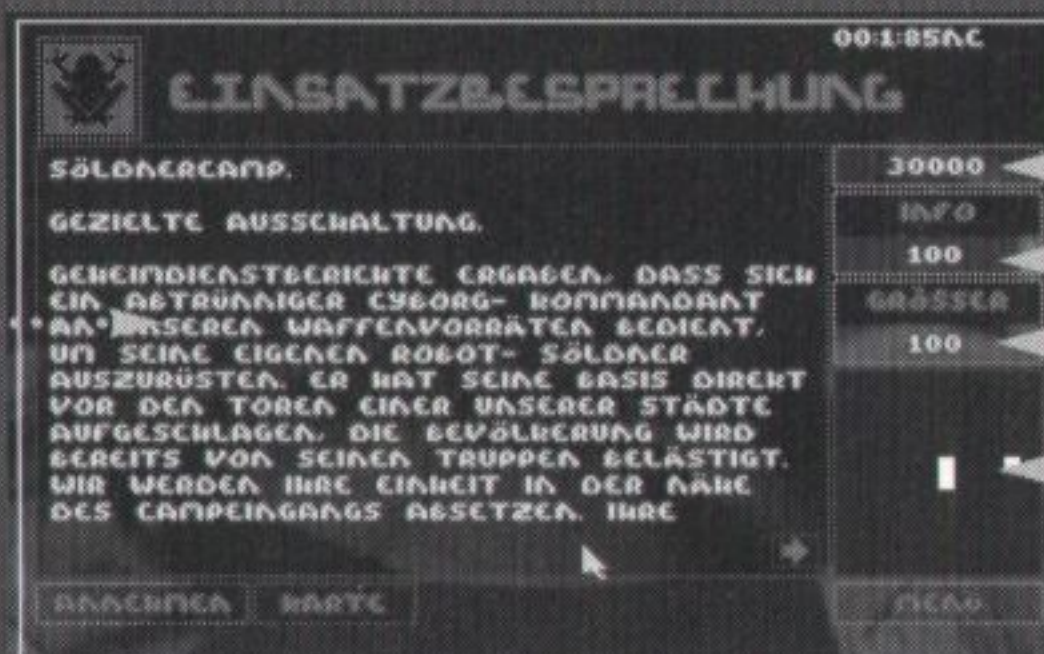 00:1:85NC
EINSATZBESPRECHUNG
SÖLDNERCAMP.
GEZIELTE AUSSCHALTUNG.
GEHEIMDIENSTBERICHTE ERGABEN, DASS SICH
EIN ABTRÜNNIGER CYBORG- KOMMANDANT
AN UNSEREN WAFFENVORRÄTEN BEDIENT,
UM SEINE EIGENEN ROBOT- SÖLDNER
AUSZURÜSTEN. ER HAT SEINE BASIS DIREKT
VOR DEN TOREN EINER UNSERER STÄDTE
AUFGESCHLAGEN, DIE BEVÖLKERUNG WIRD
BEREITS VON SEINEN TRUPPEN BELÄSTIGT.
WIR WERDEN IHRE EINHEIT IN DER NÄHE
DES CAMPEINGANGS ABSETZEN. IHRE
30000
INFO
100
GRÖSSER
100
ANNEHMEN
KARTE
MENÜ